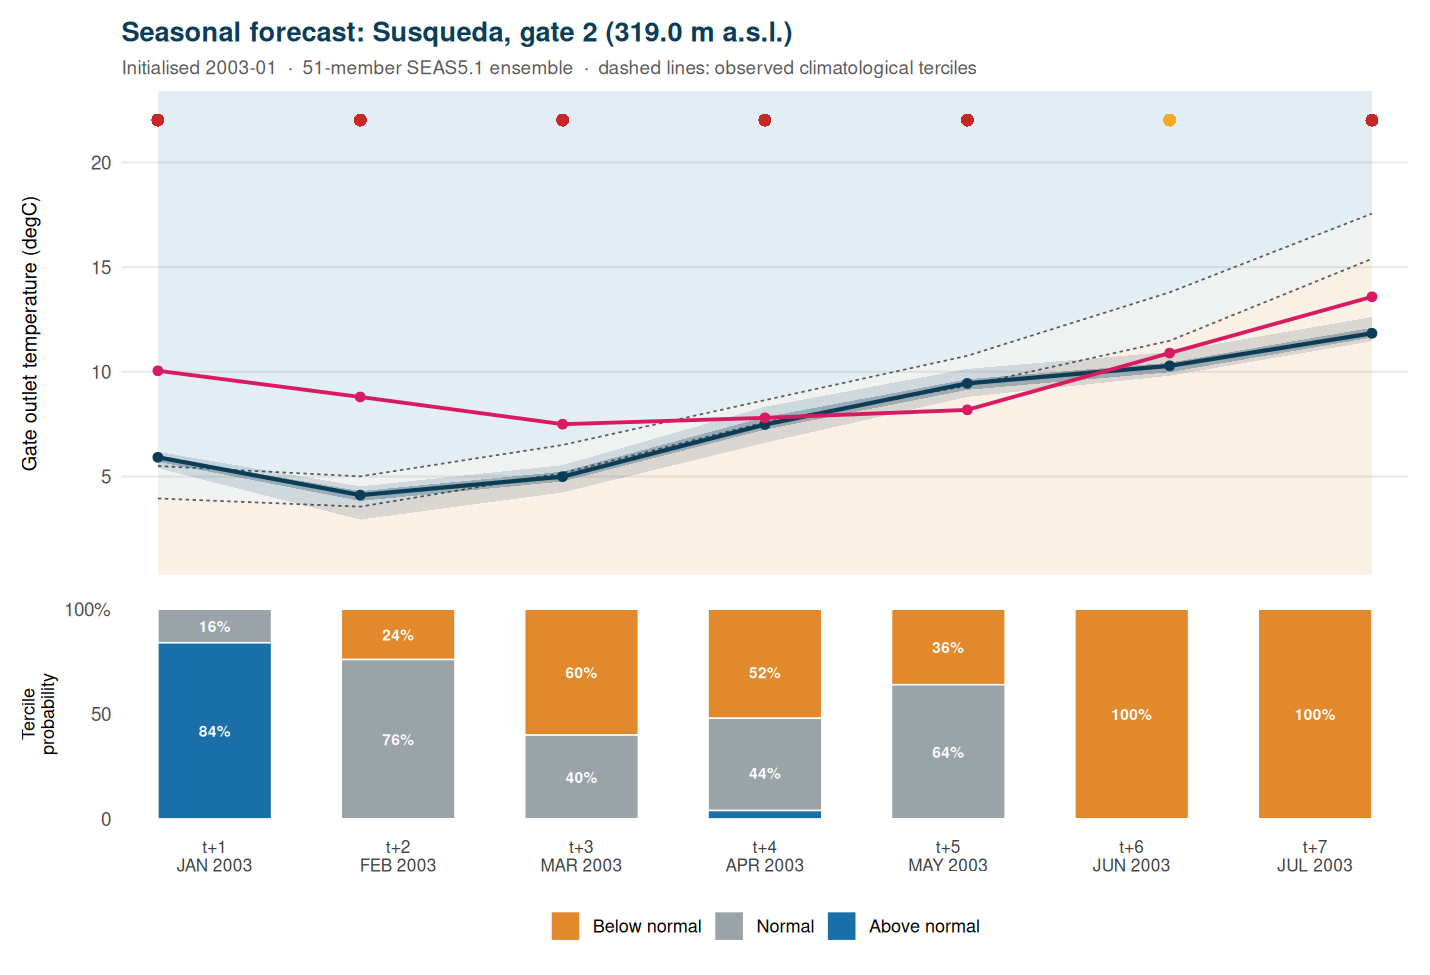 Seasonal forecast: Susqueda, gate 2 (319.0 m a.s.l.)
Initialised 2003-01 · 51-member SEAS5.1 ensemble · dashed lines: observed climatological terciles
Gate outlet temperature (degC)
20
15
10
5
Tercile
probability
100%
50
0
16%
84%
24%
76%
60%
40%
52%
44%
36%
64%
100%
100%
t+1
JAN 2003
t+2
FEB 2003
t+3
MAR 2003
t+4
APR 2003
t+5
MAY 2003
t+6
JUN 2003
t+7
JUL 2003
Below normal
Normal
Above normal